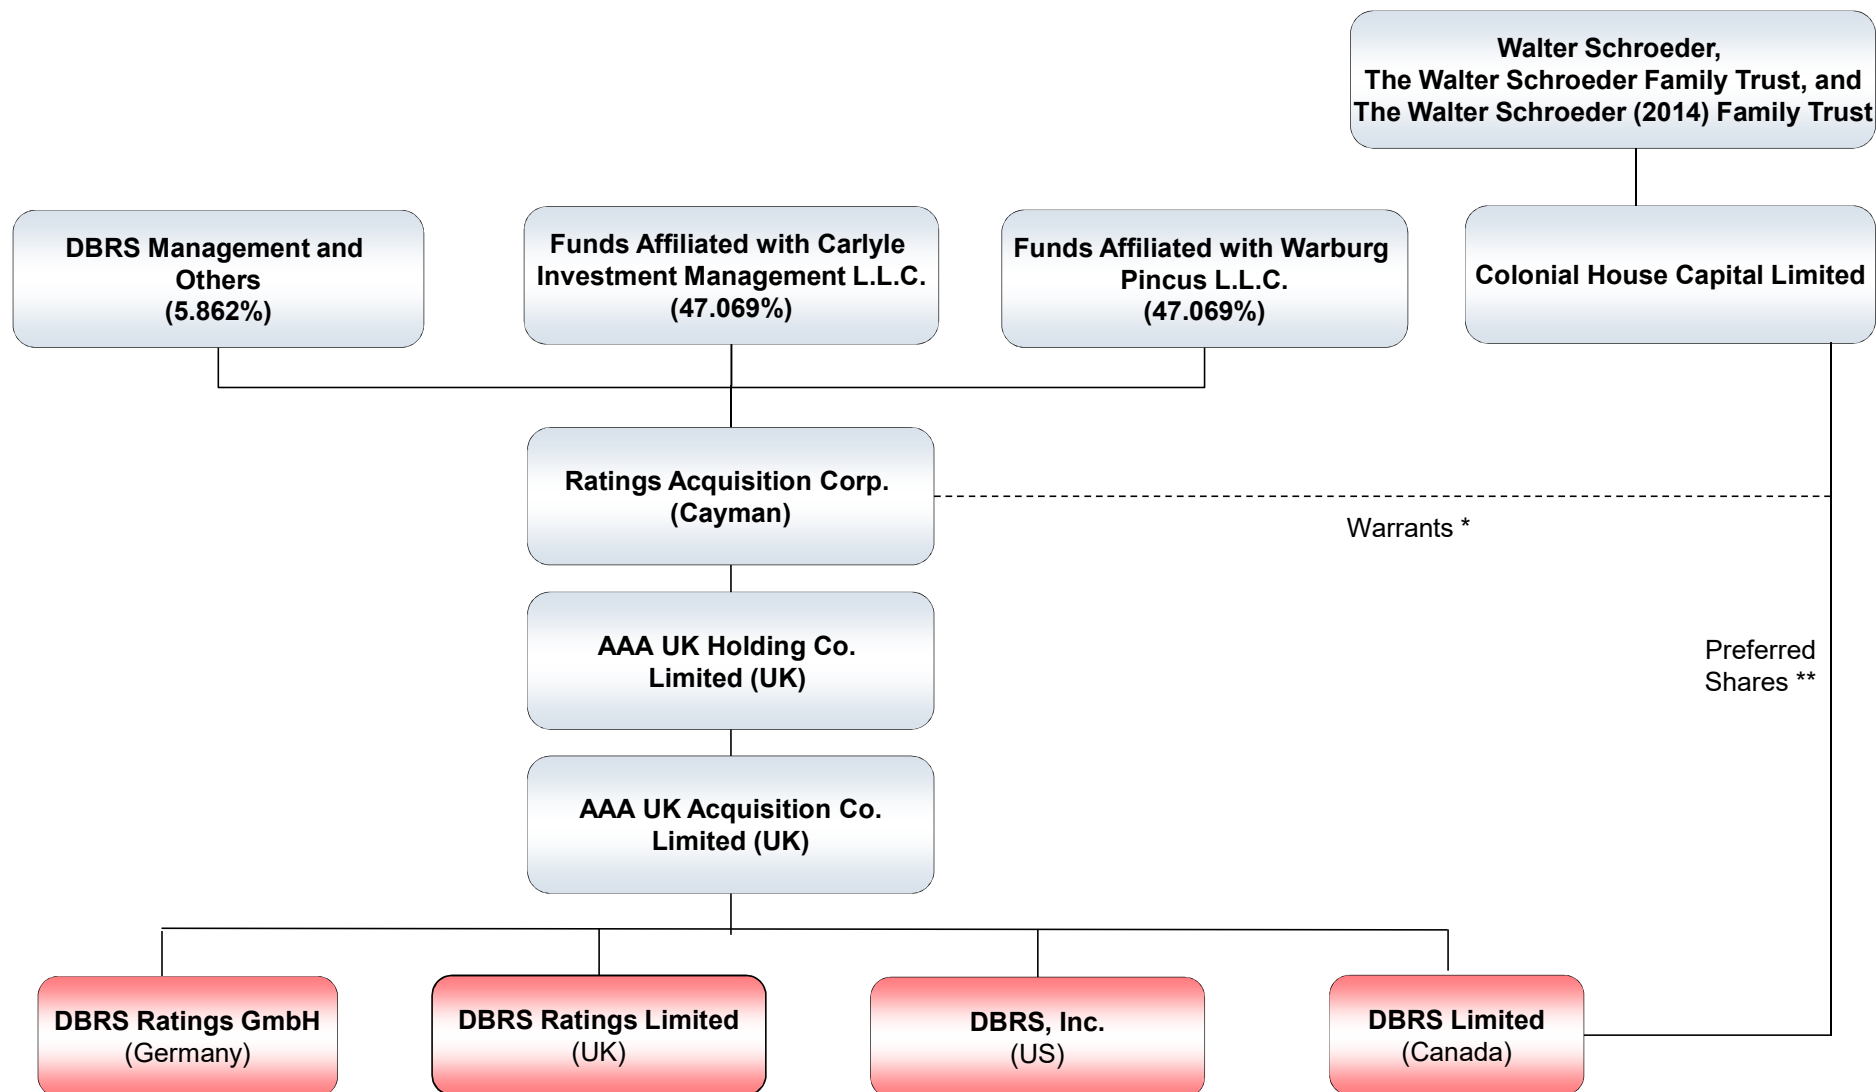 Walter Schroeder,
The Walter Schroeder Family Trust, and
The Walter Schroeder (2014) Family Trust
DBRS Management and
Others
(5.862%)
Funds Affiliated with Carlyle
Investment Management L.L.C.
(47.069%)
Funds Affiliated with Warburg
Pincus L.L.C.
(47.069%)
Colonial House Capital Limited
Ratings Acquisition Corp.
(Cayman)
Warrants *
AAA UK Holding Co.
Limited (UK)
Preferred
Shares **
AAA UK Acquisition Co.
Limited (UK)
DBRS Ratings GmbH
(Germany)
DBRS Ratings Limited
(UK)
DBRS, Inc.
(US)
DBRS Limited
(Canada)